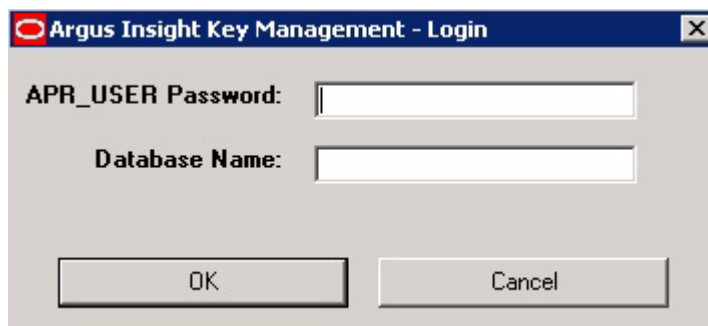 Argus Insight Key Management - Login
APR_USER Password:
Database Name:
OK Cancel